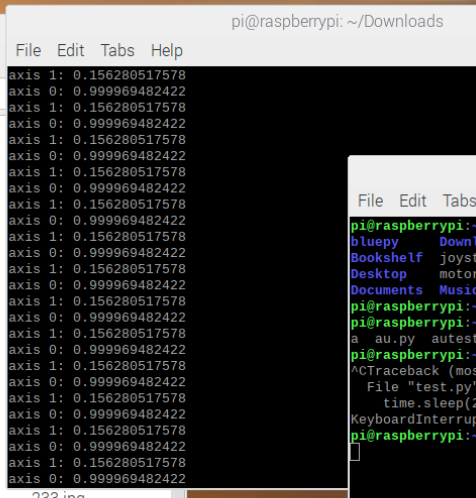 pi@raspberrypi: ~/Downloads
File Edit Tabs Help
axis 1: 0.156280517578
axis 0: 0.999969482422
axis 1: 0.156280517578
axis 0: 0.999969482422
axis 1: 0.156280517578
axis 0: 0.999969482422
axis 1: 0.156280517578
axis 0: 0.999969482422
axis 1: 0.156280517578
axis 0: 0.999969482422
axis 1: 0.156280517578
axis 0: 0.999969482422
axis 1: 0.156280517578
axis 0: 0.999969482422
axis 1: 0.156280517578
axis 0: 0.999969482422
axis 1: 0.156280517578
axis 0: 0.999969482422
axis 1: 0.156280517578
axis 0: 0.999969482422
axis 1: 0.156280517578
axis 0: 0.999969482422
axis 1: 0.156280517578
axis 0: 0.999969482422
axis 1: 0.156280517578
axis 0: 0.999969482422
File Edit Tabs
pi@raspberrypi:~
bluepy Downl
Bookshelf joyst
Desktop motor
Documents Music
pi@raspberrypi:~
pi@raspberrypi:~
a au.py autest
pi@raspberrypi:~
^CTraceback (mos
File "test.py"
time.sleep(2
KeyboardInterrup
pi@raspberrypi:~